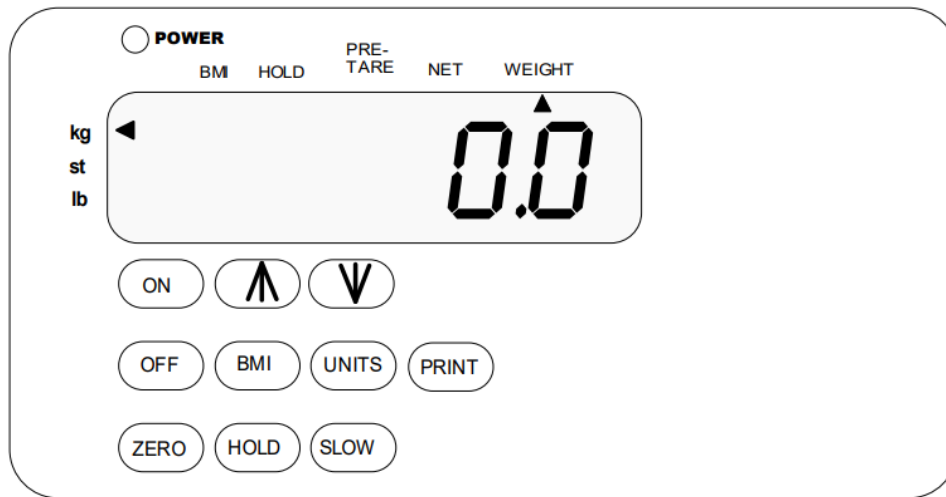 POWER
BMI HOLD PRE-
TARE NET WEIGHT
kg
st
lb
0.0
ON
OFF BMI UNITS PRINT
ZERO HOLD SLOW